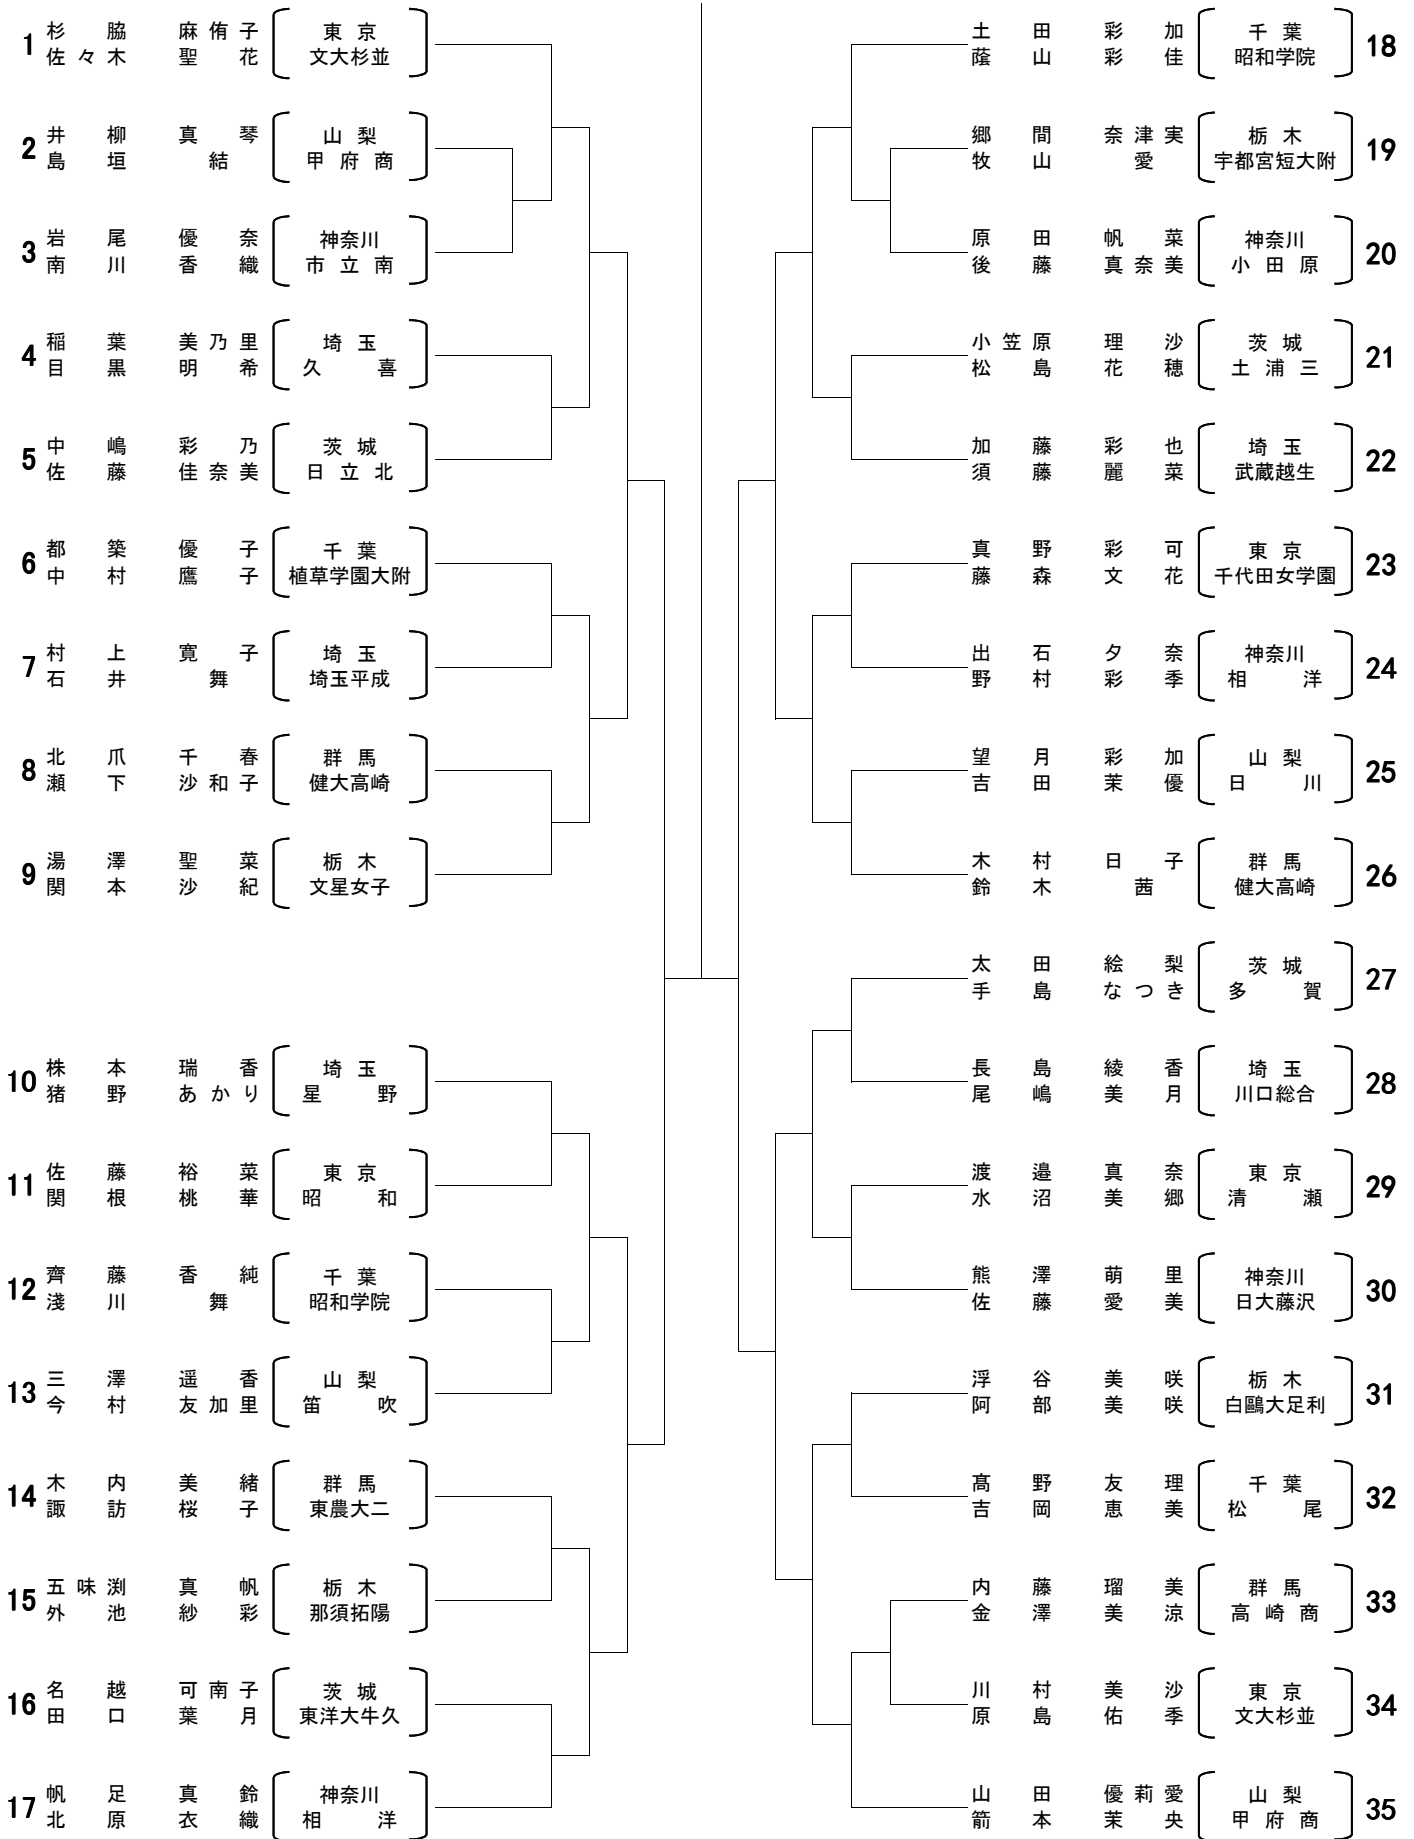 1 杉脇 麻侑子 東京
佐々木 聖花 文大杉並
2 井柳 真琴 山梨
島垣 結 甲府商
3 岩尾 優奈 神奈川
南川 香織 市立南
4 稲葉 美乃里 埼玉
目黒 明希 久喜
5 中嶋 彩乃 茨城
佐藤 佳奈美 日立北
6 都築 優子 千葉
中村 鷹子 植草学園大附
7 村上 寛子 埼玉
石井 舞 埼玉平成
8 北爪 千春 群馬
瀬下 沙和子 健大高崎
9 湯澤 聖菜 栃木
関本 沙紀 文星女子
10 株本 瑞香 埼玉
猪野 あかり 星野
11 佐藤 裕菜 東京
関根 桃華 昭和
12 齊藤 香純 千葉
淺川 舞 昭和学院
13 三澤 遥香 山梨
今村 友加里 笛吹
14 木内 美緒 群馬
諏訪 桜子 東農大二
15 五味渕 真帆 栃木
外池 紗彩 那須拓陽
16 名越 可南子 茨城
田口 葉月 東洋大牛久
17 帆足 真鈴 神奈川
北原 衣織 相洋
土田 彩加 千葉 18
蔭山 彩佳 昭和学院
郷間 奈津実 栃木 19
牧山 愛 宇都宮短大附
原田 帆菜 神奈川 20
後藤 真奈美 小田原
小笠原 理沙 茨城 21
松島 花穂 土浦三
加藤 彩也 埼玉 22
須藤 麗菜 武蔵越生
真野 彩可 東京 23
藤森 文花 千代田女学園
出石 夕奈 神奈川 24
野村 彩季 相洋
望月 彩加 山梨 25
吉田 茉優 日川
木村 日子 群馬 26
鈴木 茜 健大高崎
太田 絵梨 茨城 27
手島 なつき 多賀
長島 綾香 埼玉 28
尾嶋 美月 川口総合
渡邉 真奈 東京 29
水沼 美郷 清瀬
熊澤 萌里 神奈川 30
佐藤 愛美 日大藤沢
浮谷 美咲 栃木 31
阿部 美咲 白鷗大足利
髙野 友理 千葉 32
吉岡 恵美 松尾
内藤 瑠美 群馬 33
金澤 美涼 高崎商
川村 美沙 東京 34
原島 佑季 文大杉並
山田 優莉愛 山梨 35
箭本 茉央 甲府商